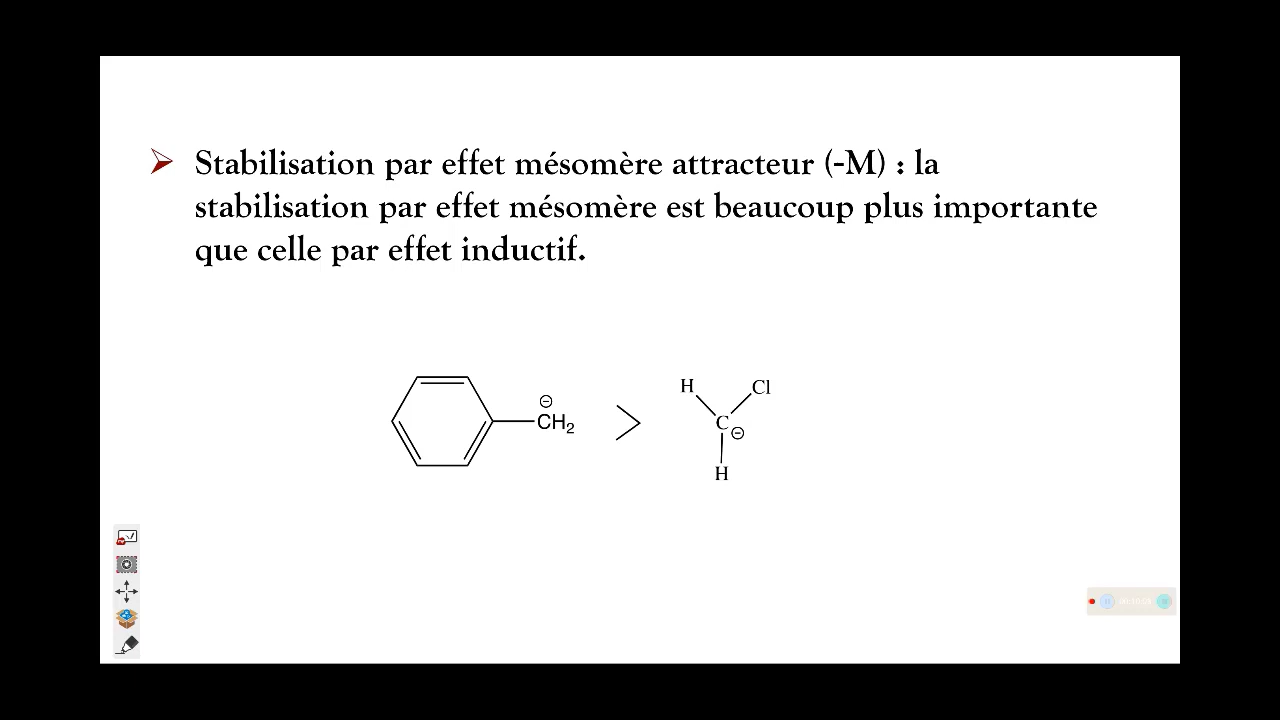 Stabilisation par effet mésomère attracteur (-M) : la
stabilisation par effet mésomère est beaucoup plus importante
que celle par effet inductif.
H Cl
⊖
CH₂ > C
⊖
H